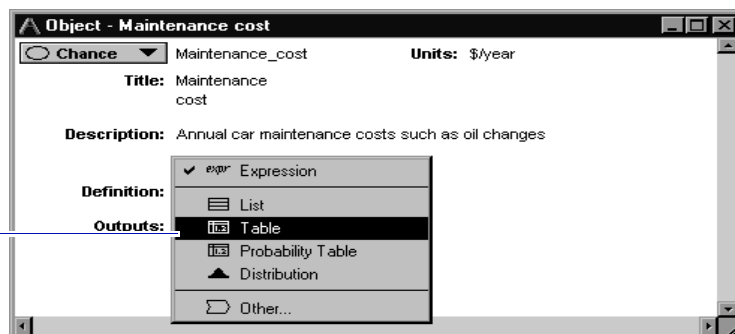 Object - Maintenance cost
Chance Maintenance_cost Units: $/year
Title: Maintenance
cost
Description: Annual car maintenance costs such as oil changes
expr Expression
Definition:
List
Outputs: Table
Probability Table
Distribution
Other...